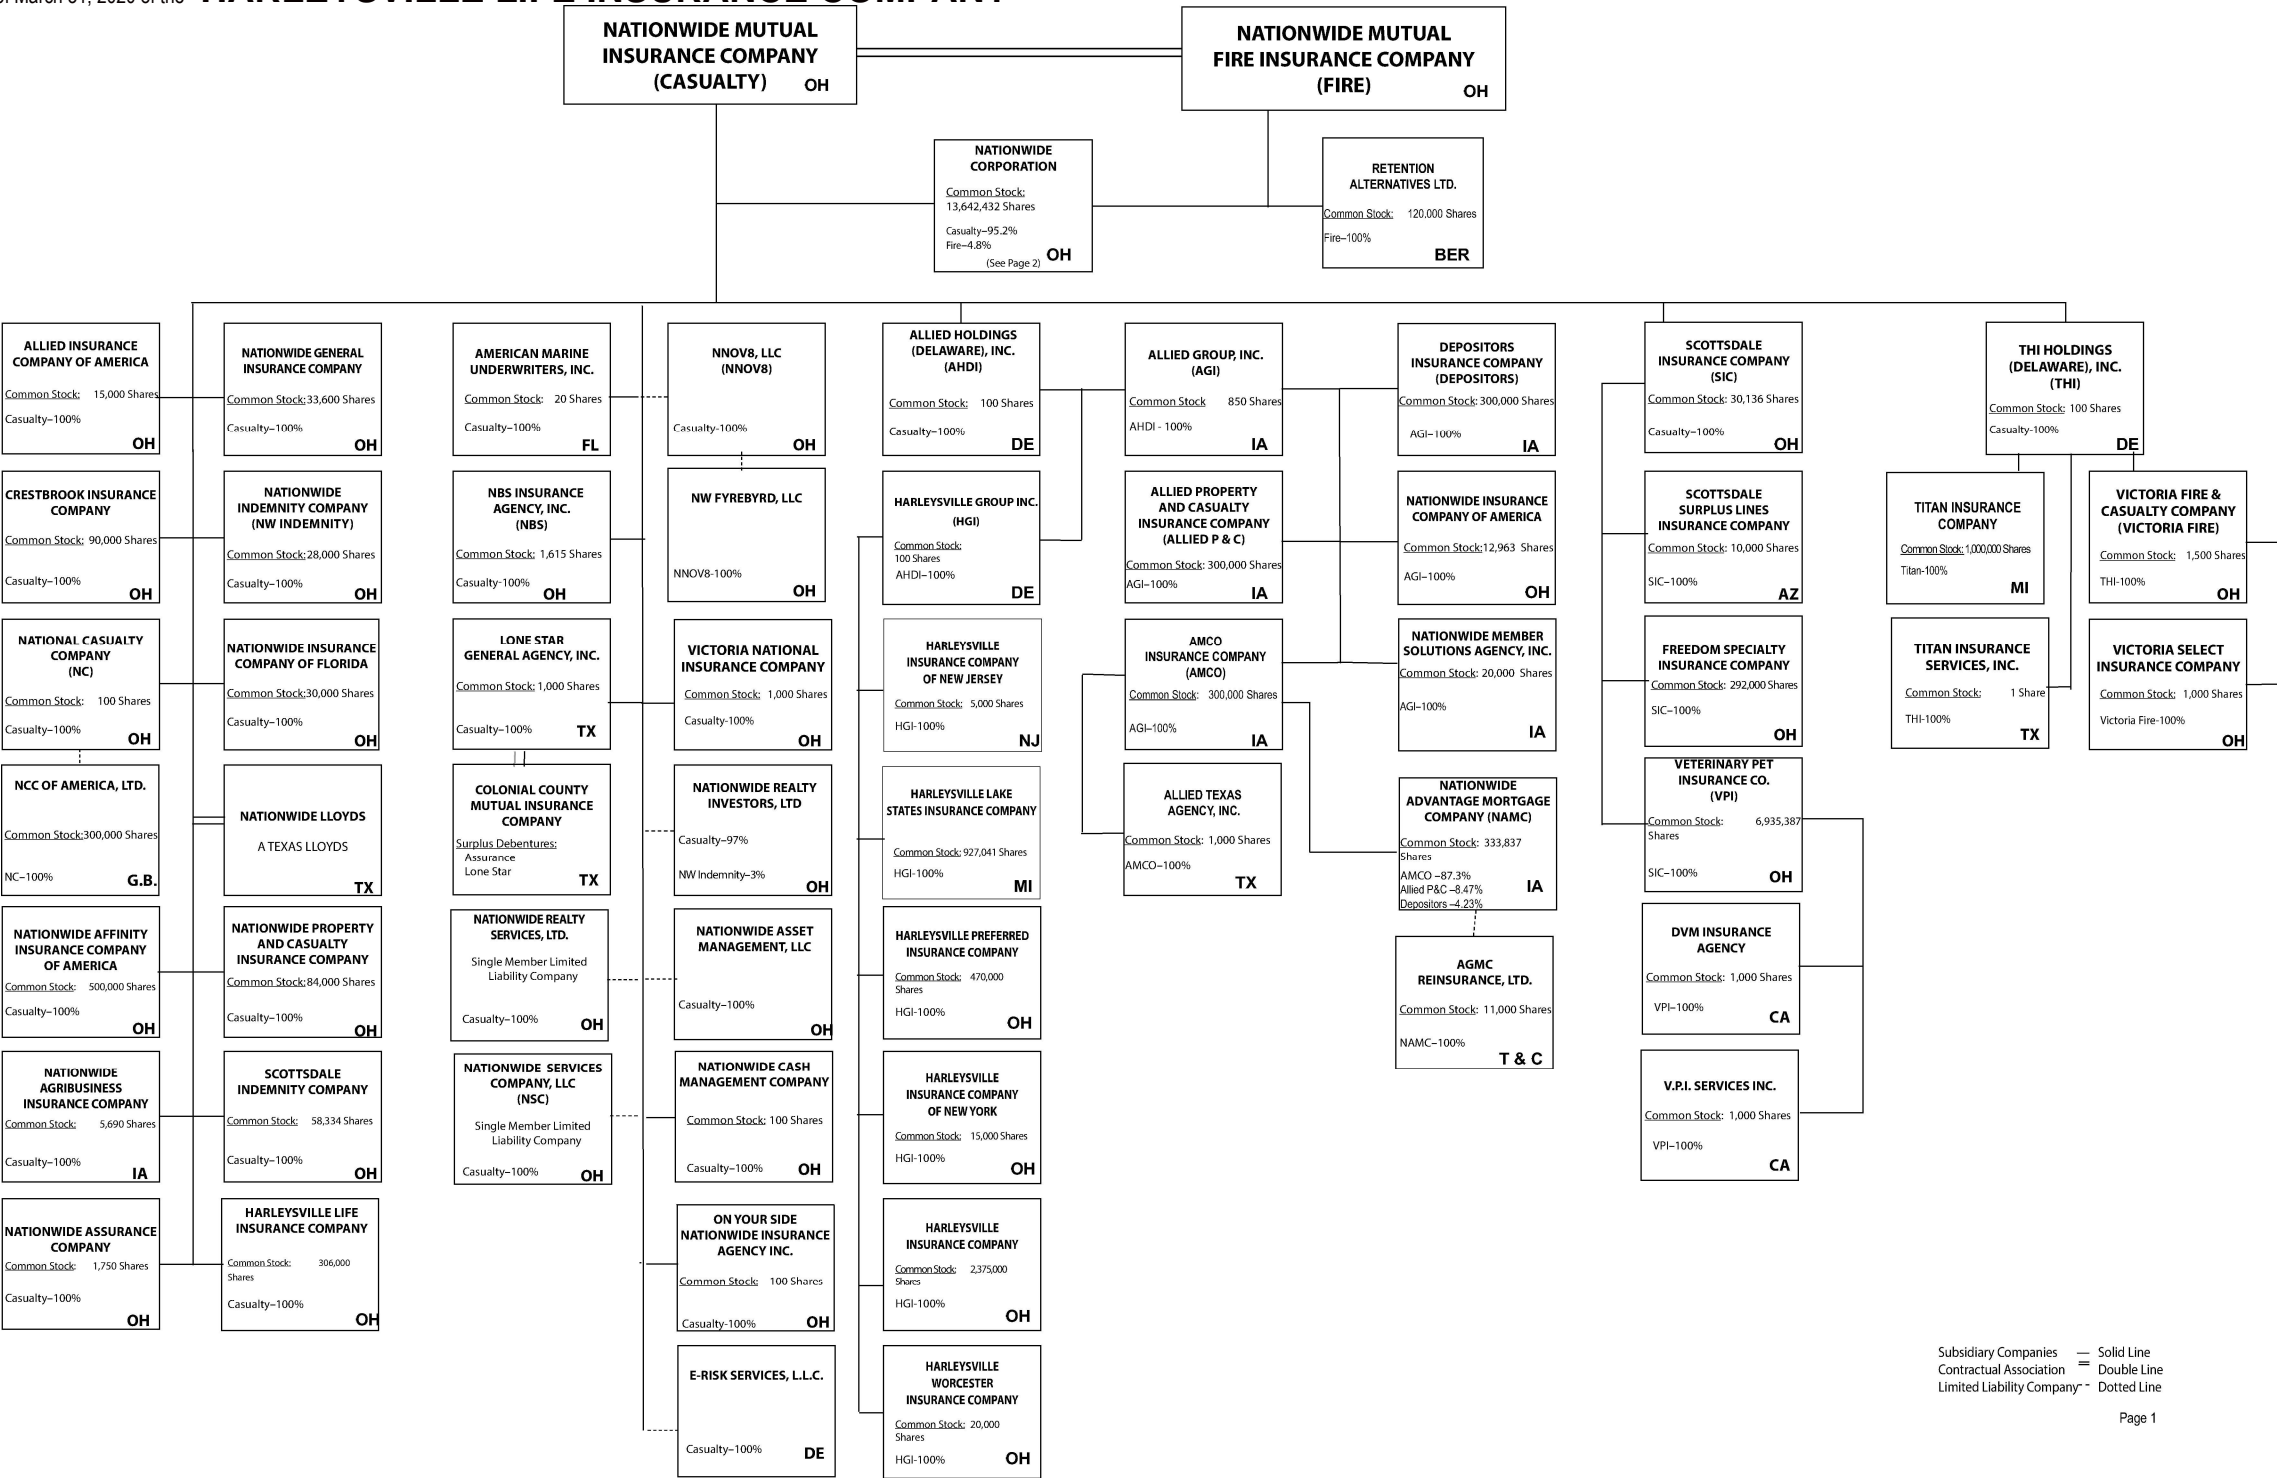 NATIONWIDE MUTUAL
INSURANCE COMPANY
(CASUALTY) OH
NATIONWIDE MUTUAL
FIRE INSURANCE COMPANY
(FIRE)
OH
NATIONWIDE
CORPORATION
Common Stock:
13,642,432 Shares
Casualty–95.2%
Fire–4.8%
(See Page 2) OH
RETENTION
ALTERNATIVES LTD.
Common Stock: 120,000 Shares
Fire–100%
BER
ALLIED INSURANCE
COMPANY OF AMERICA
Common Stock: 15,000 Shares
Casualty–100%
OH
NATIONWIDE GENERAL
INSURANCE COMPANY
Common Stock: 33,600 Shares
Casualty–100%
OH
AMERICAN MARINE
UNDERWRITERS, INC.
Common Stock: 20 Shares
Casualty–100%
FL
NNOV8, LLC
(NNOV8)
Casualty-100%
OH
ALLIED HOLDINGS
(DELAWARE), INC.
(AHDI)
Common Stock: 100 Shares
Casualty–100%
DE
ALLIED GROUP, INC.
(AGI)
Common Stock 850 Shares
AHDI - 100%
IA
DEPOSITORS
INSURANCE COMPANY
(DEPOSITORS)
Common Stock: 300,000 Shares
AGI–100%
IA
SCOTTSDALE
INSURANCE COMPANY
(SIC)
Common Stock: 30,136 Shares
Casualty–100%
OH
THI HOLDINGS
(DELAWARE), INC.
(THI)
Common Stock: 100 Shares
Casualty-100%
DE
CRESTBROOK INSURANCE
COMPANY
Common Stock: 90,000 Shares
Casualty–100%
OH
NATIONWIDE
INDEMNITY COMPANY
(NW INDEMNITY)
Common Stock: 28,000 Shares
Casualty–100%
OH
NBS INSURANCE
AGENCY, INC.
(NBS)
Common Stock: 1,615 Shares
Casualty-100%
OH
NW FYREBYRD, LLC
NNOV8-100%
OH
HARLEYSVILLE GROUP INC.
(HGI)
Common Stock:
100 Shares
AHDI–100%
DE
ALLIED PROPERTY
AND CASUALTY
INSURANCE COMPANY
(ALLIED P & C)
Common Stock: 300,000 Shares
AGI–100%
IA
NATIONWIDE INSURANCE
COMPANY OF AMERICA
Common Stock: 12,963 Shares
AGI–100%
OH
SCOTTSDALE
SURPLUS LINES
INSURANCE COMPANY
Common Stock: 10,000 Shares
SIC–100%
AZ
TITAN INSURANCE
COMPANY
Common Stock: 1,000,000 Shares
Titan-100%
MI
VICTORIA FIRE &
CASUALTY COMPANY
(VICTORIA FIRE)
Common Stock: 1,500 Shares
THI-100%
OH
NATIONAL CASUALTY
COMPANY
(NC)
Common Stock: 100 Shares
Casualty–100%
OH
NATIONWIDE INSURANCE
COMPANY OF FLORIDA
Common Stock: 30,000 Shares
Casualty–100%
OH
LONE STAR
GENERAL AGENCY, INC.
Common Stock: 1,000 Shares
Casualty–100%
TX
VICTORIA NATIONAL
INSURANCE COMPANY
Common Stock: 1,000 Shares
Casualty-100%
OH
HARLEYSVILLE
INSURANCE COMPANY
OF NEW JERSEY
Common Stock: 5,000 Shares
HGI-100%
NJ
AMCO
INSURANCE COMPANY
(AMCO)
Common Stock: 300,000 Shares
AGI–100%
IA
NATIONWIDE MEMBER
SOLUTIONS AGENCY, INC.
Common Stock: 20,000 Shares
AGI–100%
IA
FREEDOM SPECIALTY
INSURANCE COMPANY
Common Stock: 292,000 Shares
SIC–100%
OH
TITAN INSURANCE
SERVICES, INC.
Common Stock: 1 Share
THI-100%
TX
VICTORIA SELECT
INSURANCE COMPANY
Common Stock: 1,000 Shares
Victoria Fire-100%
OH
NCC OF AMERICA, LTD.
Common Stock: 300,000 Shares
NC–100%
G.B.
NATIONWIDE LLOYDS
A TEXAS LLOYDS
TX
COLONIAL COUNTY
MUTUAL INSURANCE
COMPANY
Surplus Debentures:
Assurance
Lone Star
TX
NATIONWIDE REALTY
INVESTORS, LTD
Casualty–97%
NW Indemnity–3%
OH
HARLEYSVILLE LAKE
STATES INSURANCE COMPANY
Common Stock: 927,041 Shares
HGI-100%
MI
ALLIED TEXAS
AGENCY, INC.
Common Stock: 1,000 Shares
AMCO–100%
TX
NATIONWIDE
ADVANTAGE MORTGAGE
COMPANY (NAMC)
Common Stock: 333,837
Shares
AMCO –87.3%
Allied P&C –8.47%
Depositors –4.23%
IA
VETERINARY PET
INSURANCE CO.
(VPI)
Common Stock: 6,935,387
Shares
SIC–100%
OH
NATIONWIDE AFFINITY
INSURANCE COMPANY
OF AMERICA
Common Stock: 500,000 Shares
Casualty–100%
OH
NATIONWIDE PROPERTY
AND CASUALTY
INSURANCE COMPANY
Common Stock: 84,000 Shares
Casualty–100%
OH
NATIONWIDE REALTY
SERVICES, LTD.
Single Member Limited
Liability Company
Casualty–100%
OH
NATIONWIDE ASSET
MANAGEMENT, LLC
Casualty–100%
OH
HARLEYSVILLE PREFERRED
INSURANCE COMPANY
Common Stock: 470,000
Shares
HGI-100%
OH
AGMC
REINSURANCE, LTD.
Common Stock: 11,000 Shares
NAMC–100%
T & C
DVM INSURANCE
AGENCY
Common Stock: 1,000 Shares
VPI–100%
CA
NATIONWIDE
AGRIBUSINESS
INSURANCE COMPANY
Common Stock: 5,690 Shares
Casualty–100%
IA
SCOTTSDALE
INDEMNITY COMPANY
Common Stock: 58,334 Shares
Casualty–100%
OH
NATIONWIDE SERVICES
COMPANY, LLC
(NSC)
Single Member Limited
Liability Company
Casualty–100%
OH
NATIONWIDE CASH
MANAGEMENT COMPANY
Common Stock: 100 Shares
Casualty–100%
OH
HARLEYSVILLE
INSURANCE COMPANY
OF NEW YORK
Common Stock: 15,000 Shares
HGI-100%
OH
V.P.I. SERVICES INC.
Common Stock: 1,000 Shares
VPI–100%
CA
NATIONWIDE ASSURANCE
COMPANY
Common Stock: 1,750 Shares
Casualty–100%
OH
HARLEYSVILLE LIFE
INSURANCE COMPANY
Common Stock: 306,000
Shares
Casualty–100%
OH
ON YOUR SIDE
NATIONWIDE INSURANCE
AGENCY INC.
Common Stock: 100 Shares
Casualty-100%
OH
HARLEYSVILLE
INSURANCE COMPANY
Common Stock: 2,375,000
Shares
HGI-100%
OH
E-RISK SERVICES, L.L.C.
Casualty–100%
DE
HARLEYSVILLE
WORCESTER
INSURANCE COMPANY
Common Stock: 20,000
Shares
HGI-100%
OH
Subsidiary Companies — Solid Line
Contractual Association = Double Line
Limited Liability Company -- Dotted Line
Page 1